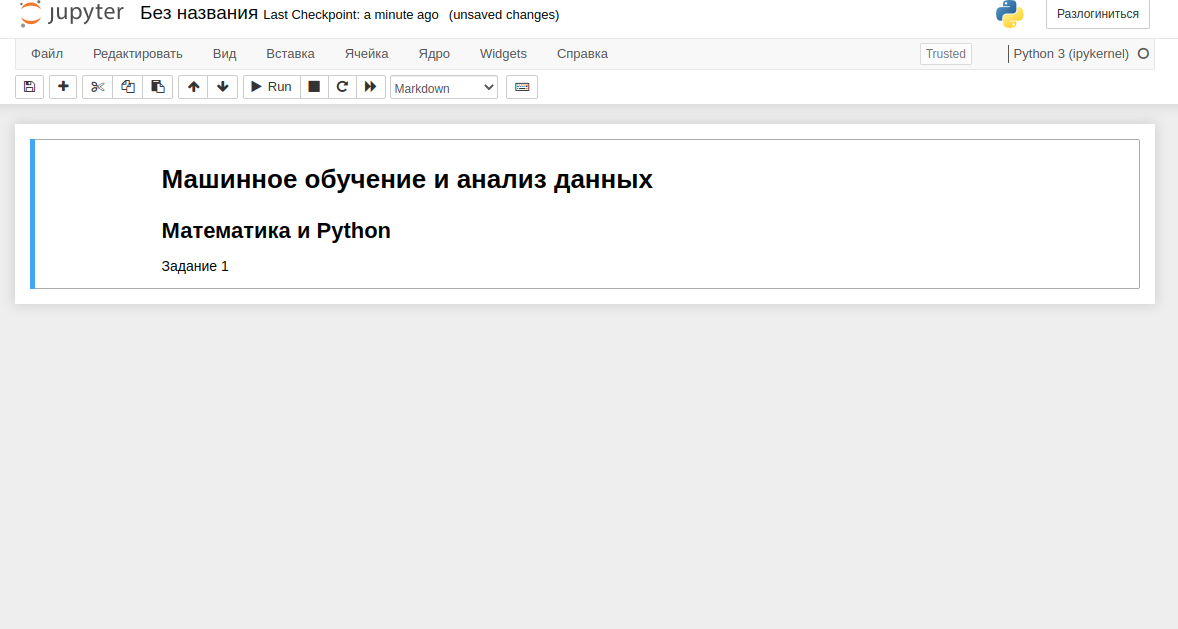 jupyter Без названия Last Checkpoint: a minute ago (unsaved changes) Разлогиниться
Файл Редактировать Вид Вставка Ячейка Ядро Widgets Справка Trusted Python 3 (ipykernel)
Run Markdown
Машинное обучение и анализ данных
Математика и Python
Задание 1